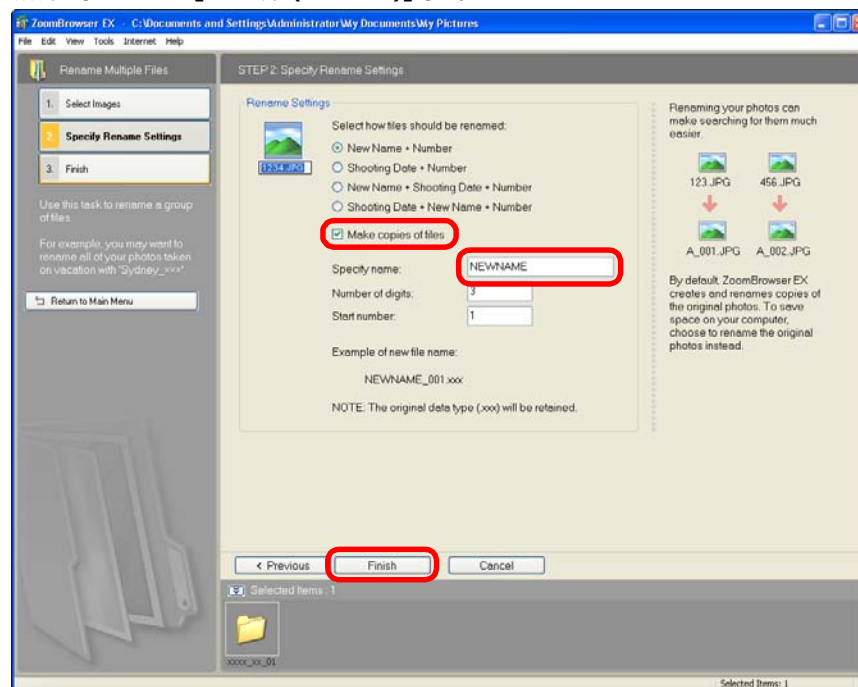 ZoomBrowser EX - C:\Documents and Settings\Administrator\My Documents\My Pictures
File Edit View Tools Internet Help
Rename Multiple Files
1. Select Images
2. Specify Rename Settings
3. Finish
Use this task to rename a group
of files.
For example, you may want to
rename all of your photos taken
on vacation with "Sydney_xxx"
Return to Main Menu
STEP 2: Specify Rename Settings
Rename Settings
1234.JPG
Select how files should be renamed:
New Name + Number
Shooting Date + Number
New Name + Shooting Date + Number
Shooting Date + New Name + Number
Make copies of files
Specify name: NEWNAME
Number of digits: 3
Start number: 1
Example of new file name:
NEWNAME_001.xxx
NOTE: The original data type (.xxx) will be retained.
Renaming your photos can
make searching for them much
easier.
123.JPG 456.JPG
A_001.JPG A_002.JPG
By default, ZoomBrowser EX
creates and renames copies of
the original photos. To save
space on your computer,
choose to rename the original
photos instead.
< Previous Finish Cancel
Selected Items : 1
xxxx_xx_01
Selected Items: 1